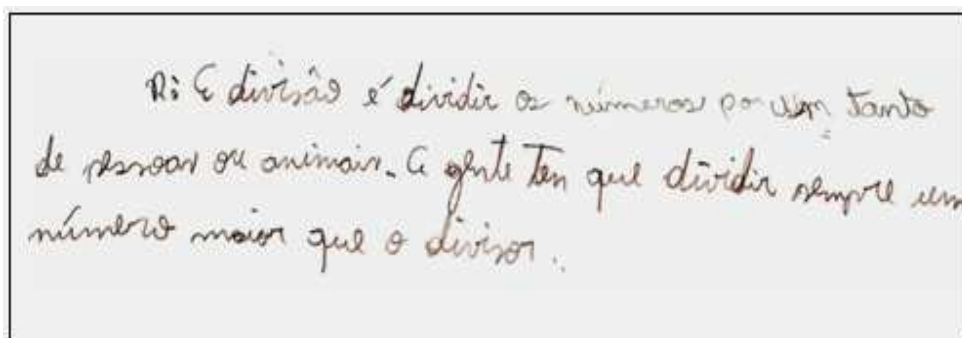 R: E divisão é dividir os números por um tanto
de pessoas ou animais. A gente ten que dividir sempre um
número maior que o divisor.